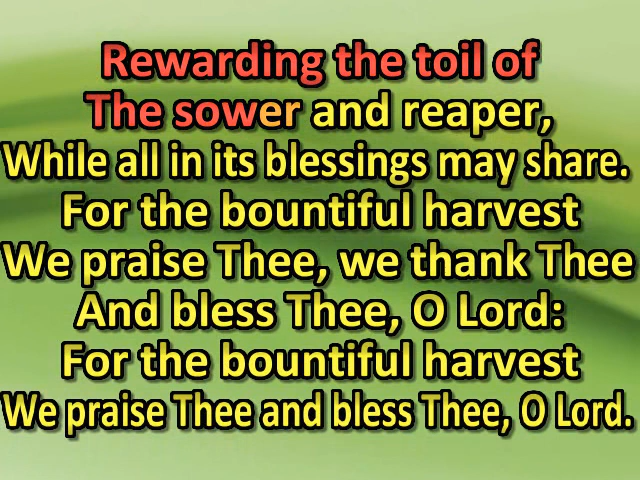 Rewarding the toil of
The sower and reaper,
While all in its blessings may share.
For the bountiful harvest
We praise Thee, we thank Thee
And bless Thee, O Lord:
For the bountiful harvest
We praise Thee and bless Thee, O Lord.